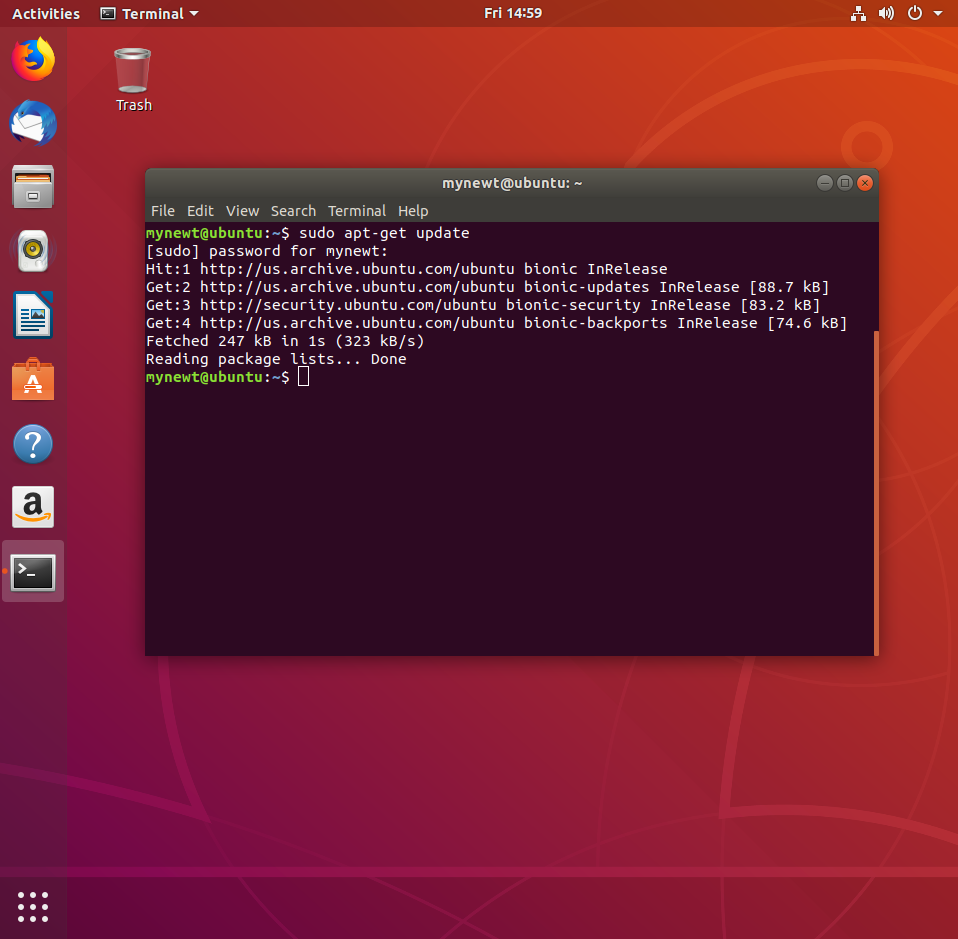 Activities Terminal Fri 14:59
Trash
mynewt@ubuntu: ~
File Edit View Search Terminal Help
mynewt@ubuntu:~$ sudo apt-get update
[sudo] password for mynewt:
Hit:1 http://us.archive.ubuntu.com/ubuntu bionic InRelease
Get:2 http://us.archive.ubuntu.com/ubuntu bionic-updates InRelease [88.7 kB]
Get:3 http://security.ubuntu.com/ubuntu bionic-security InRelease [83.2 kB]
Get:4 http://us.archive.ubuntu.com/ubuntu bionic-backports InRelease [74.6 kB]
Fetched 247 kB in 1s (323 kB/s)
Reading package lists... Done
mynewt@ubuntu:~$